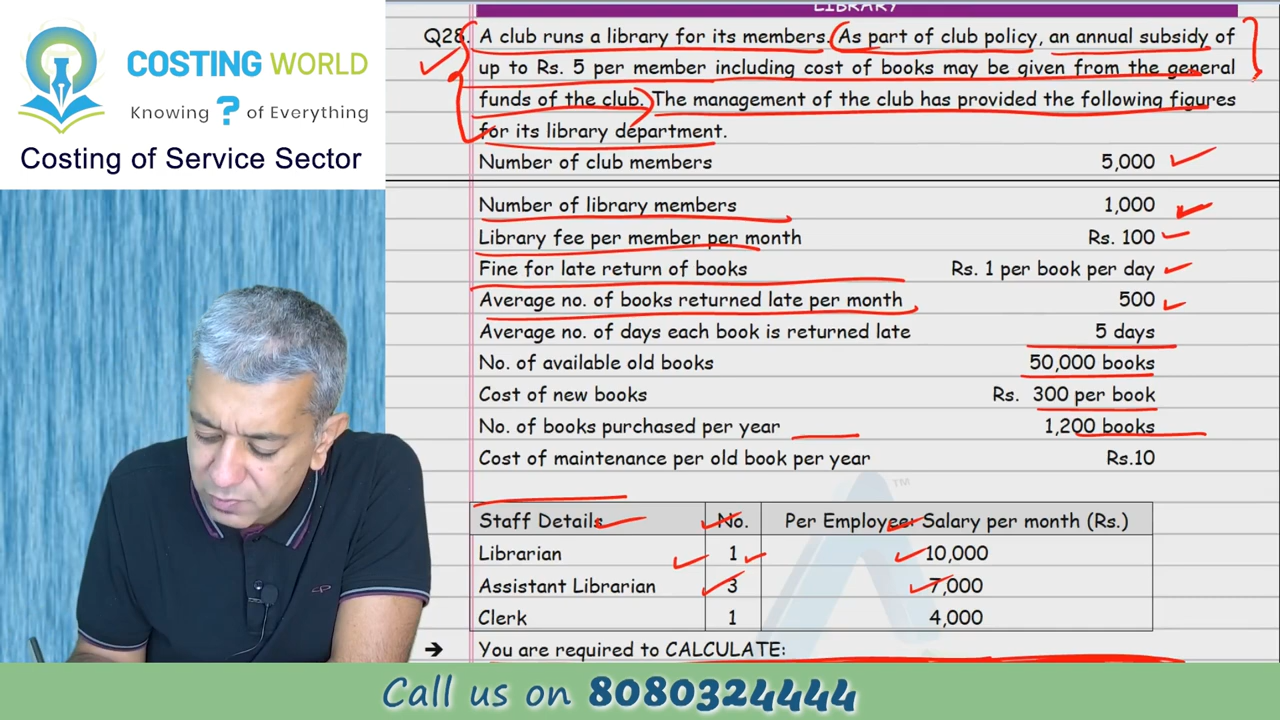 LIBRARY
COSTING WORLD
Knowing ? of Everything
Costing of Service Sector
Q28. A club runs a library for its members. As part of club policy, an annual subsidy of
up to Rs. 5 per member including cost of books may be given from the general
funds of the club. The management of the club has provided the following figures
for its library department.
Number of club members 5,000
Number of library members 1,000
Library fee per member per month Rs. 100
Fine for late return of books Rs. 1 per book per day
Average no. of books returned late per month 500
Average no. of days each book is returned late 5 days
No. of available old books 50,000 books
Cost of new books Rs. 300 per book
No. of books purchased per year 1,200 books
Cost of maintenance per old book per year Rs.10
Staff Details No. Per Employee: Salary per month (Rs.)
Librarian 1 10,000
Assistant Librarian 3 7,000
Clerk 1 4,000
→ You are required to CALCULATE:
TM
Call us on 8080324444